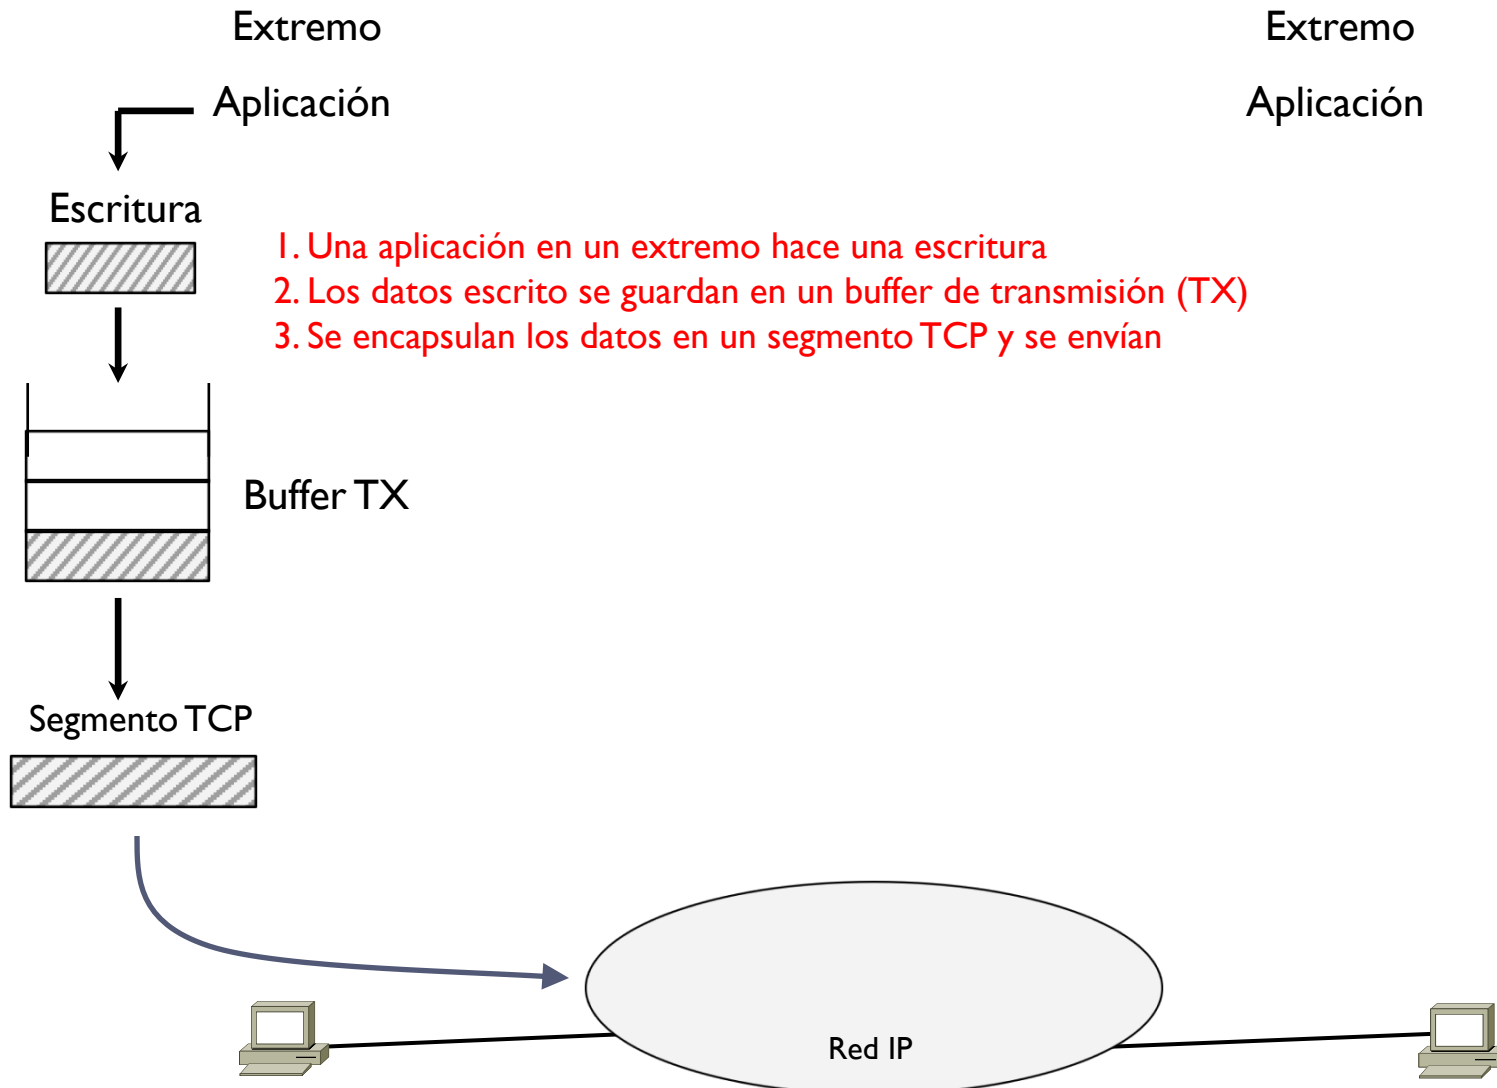 Extremo
Extremo
Aplicación
Aplicación
Escritura
1. Una aplicación en un extremo hace una escritura
2. Los datos escrito se guardan en un buffer de transmisión (TX)
3. Se encapsulan los datos en un segmento TCP y se envían
Buffer TX
Segmento TCP
Red IP